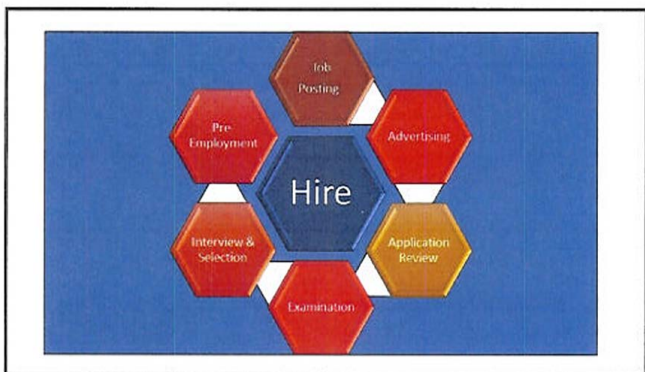 Job
Posting
Advertising
Application
Review
Examination
Interview &
Selection
Pre-
Employment
Hire